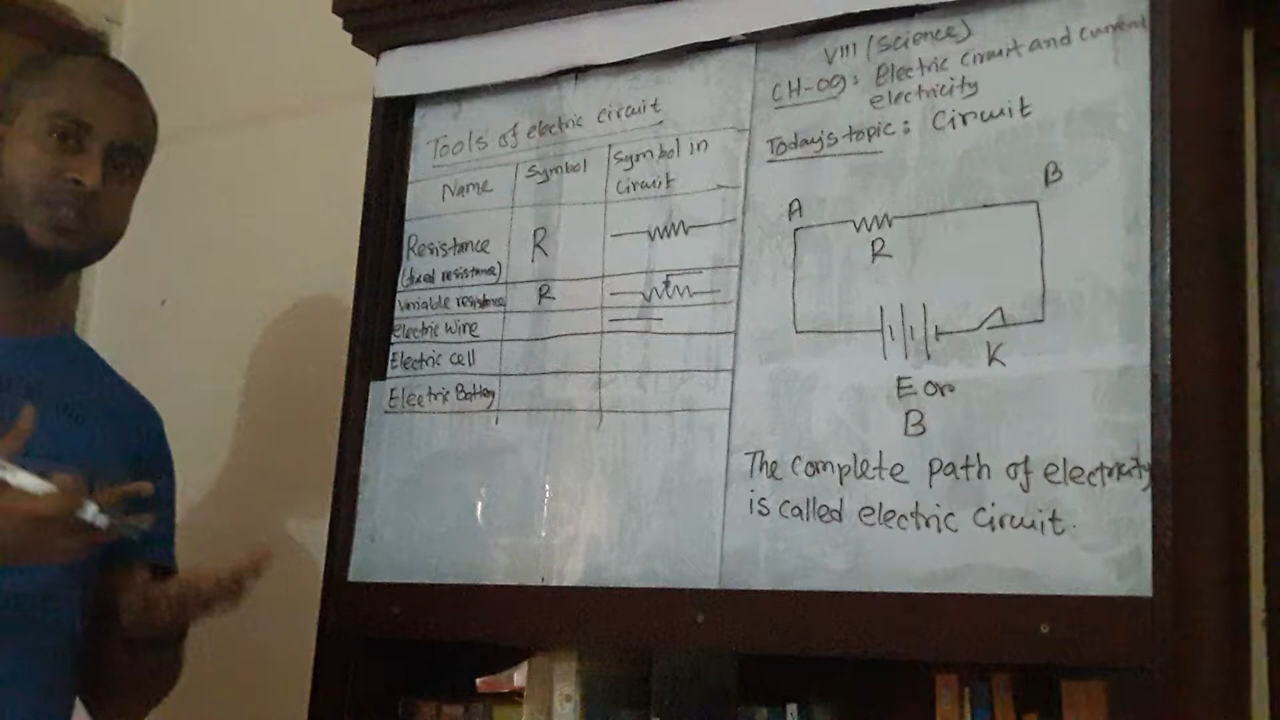 Tools of electric circuit
Name
Symbol
Symbol in
Circuit
Resistance
(fixed resistance)
R
variable resistance
R
Electric wire
Electric cell
Electric Battery
VIII (Science)
CH-09: Electric Circuit and current
electricity
Today's topic: Circuit
A
B
R
K
E or
B
The complete path of electricity
is called electric circuit.